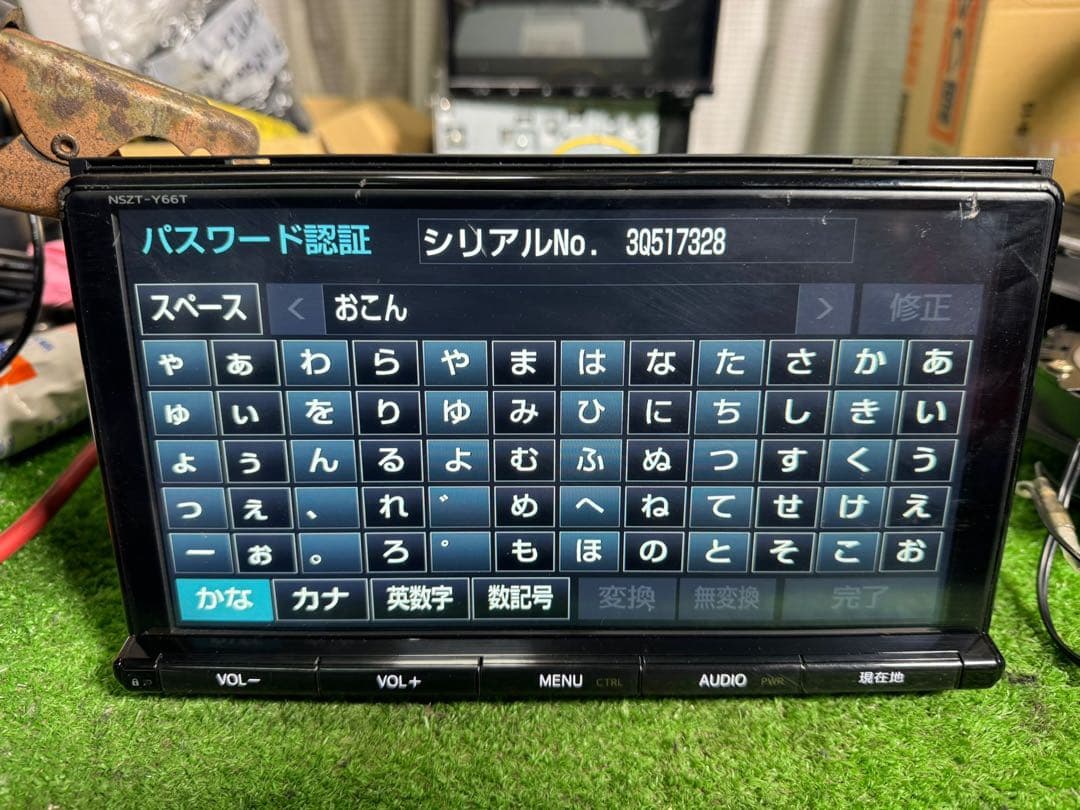 NSZT-Y66T
パスワード認証 シリアルNo. 3Q517328
スペース < おこん > 修正
ゃ ぁ わ ら や ま は な た さ か あ
ゅ ぃ を り ゆ み ひ に ち し き い
ょ ぅ ん る よ む ふ ぬ つ す く う
っ ぇ 、 れ ゛ め へ ね て せ け え
ー ぉ 。 ろ ゜ も ほ の と そ こ お
かな カナ 英数字 数記号 変換 無変換 完了
VOL− VOL+ MENU CTRL AUDIO PWR 現在地